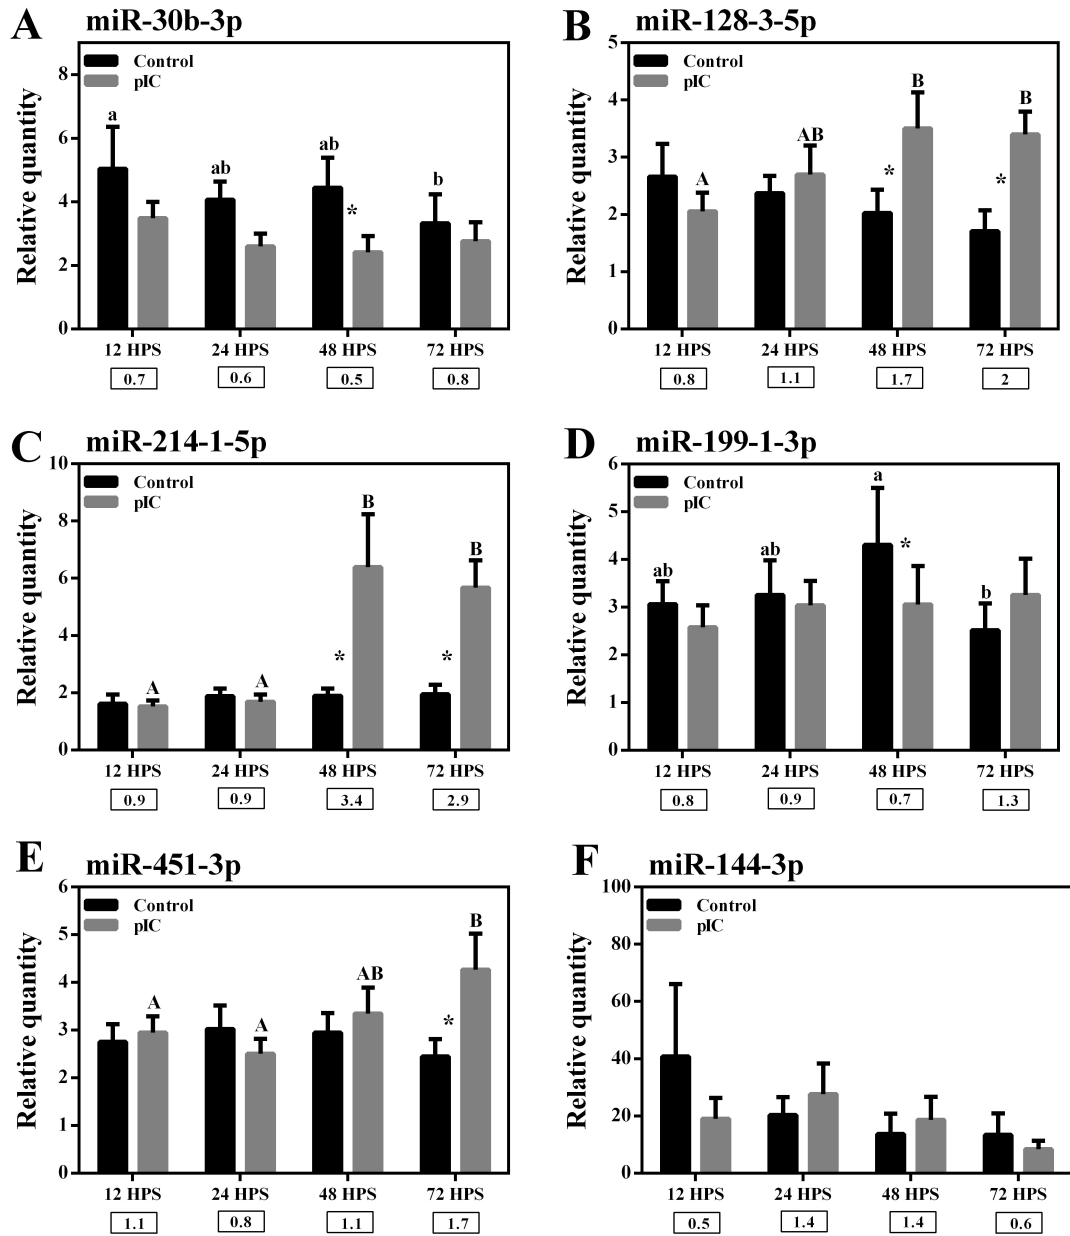 A miR-30b-3p
Control
pIC
Relative quantity
8
6
4
2
0
a
ab
ab
*
b
12 HPS 24 HPS 48 HPS 72 HPS
0.7 0.6 0.5 0.8
B miR-128-3-5p
Control
pIC
Relative quantity
5
4
3
2
1
0
A
AB
*
B
*
B
12 HPS 24 HPS 48 HPS 72 HPS
0.8 1.1 1.7 2
C miR-214-1-5p
Control
pIC
Relative quantity
10
8
6
4
2
0
A
A
*
B
*
B
12 HPS 24 HPS 48 HPS 72 HPS
0.9 0.9 3.4 2.9
D miR-199-1-3p
Control
pIC
Relative quantity
6
5
4
3
2
1
0
ab
ab
a
*
b
12 HPS 24 HPS 48 HPS 72 HPS
0.8 0.9 0.7 1.3
E miR-451-3p
Control
pIC
Relative quantity
6
5
4
3
2
1
0
A
A
AB
*
B
12 HPS 24 HPS 48 HPS 72 HPS
1.1 0.8 1.1 1.7
F miR-144-3p
Control
pIC
Relative quantity
100
80
60
40
20
0
12 HPS 24 HPS 48 HPS 72 HPS
0.5 1.4 1.4 0.6